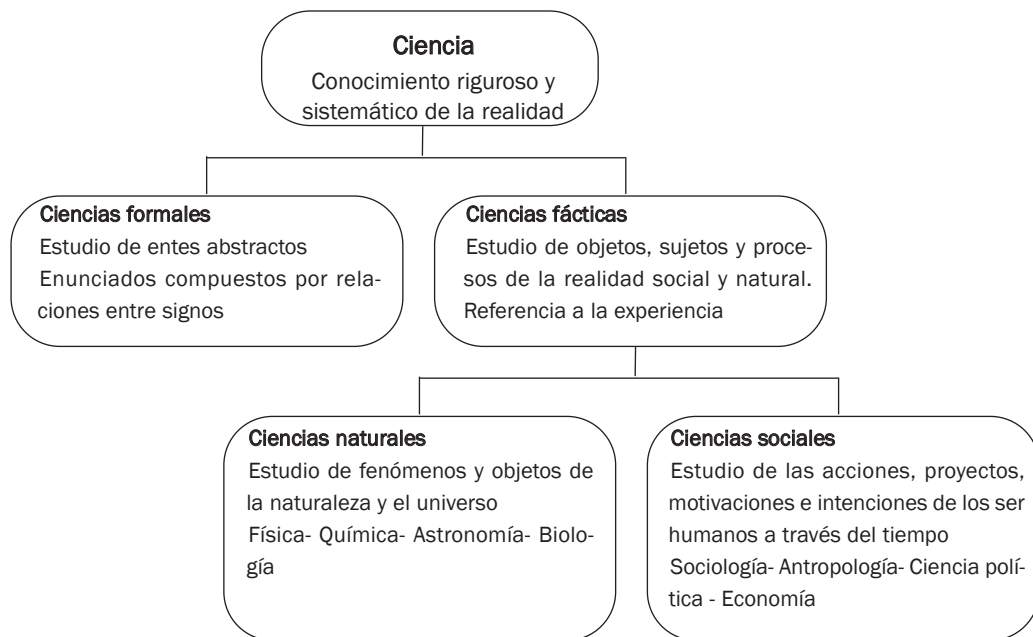 Ciencia
Conocimiento riguroso y
sistemático de la realidad
Ciencias formales
Estudio de entes abstractos
Enunciados compuestos por rela-
ciones entre signos
Ciencias fácticas
Estudio de objetos, sujetos y proce-
sos de la realidad social y natural.
Referencia a la experiencia
Ciencias naturales
Estudio de fenómenos y objetos de
la naturaleza y el universo
Física- Química- Astronomía- Biolo-
gía
Ciencias sociales
Estudio de las acciones, proyectos,
motivaciones e intenciones de los ser
humanos a través del tiempo
Sociología- Antropología- Ciencia polí-
tica - Economía